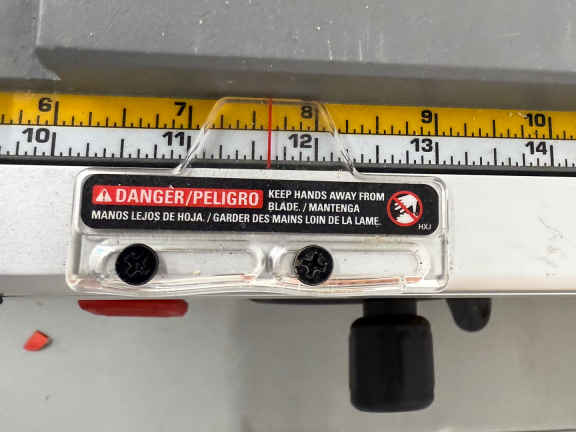 6 7 8 9 10
10 11 12 13 14
DANGER/PELIGRO KEEP HANDS AWAY FROM
BLADE. / MANTENGA
MANOS LEJOS DE HOJA. / GARDER DES MAINS LOIN DE LA LAME.
HXJ